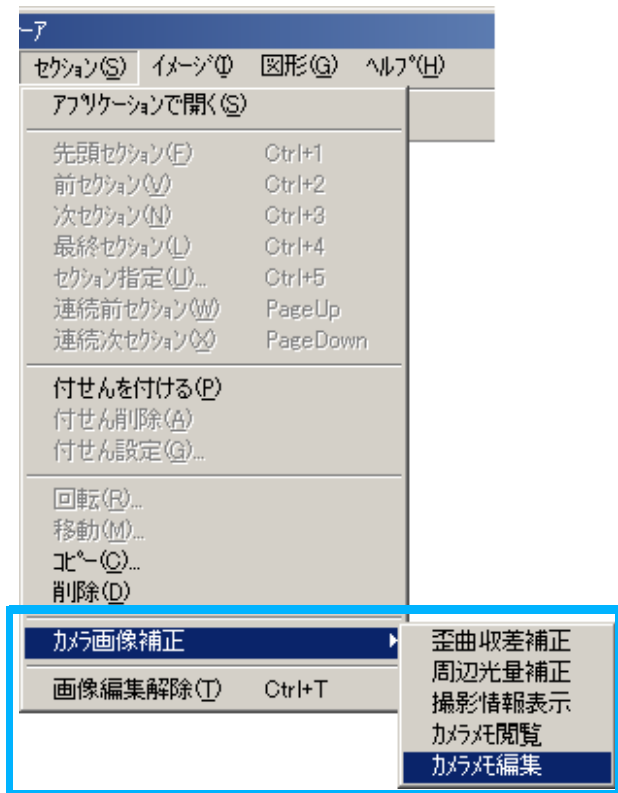 ーア
セクション(S) イメージ(I) 図形(G) ヘルプ(H)
アプリケーションで開く(S)
先頭セクション(F) Ctrl+1
前セクション(V) Ctrl+2
次セクション(N) Ctrl+3
最終セクション(L) Ctrl+4
セクション指定(U)... Ctrl+5
連続前セクション(W) PageUp
連続次セクション(X) PageDown
付せんを付ける(P)
付せん削除(A)
付せん設定(G)...
回転(R)...
移動(M)...
コピー(C)...
削除(D)
カメラ画像補正
画像編集解除(T) Ctrl+T
歪曲収差補正
周辺光量補正
撮影情報表示
カメラメモ閲覧
カメラメモ編集